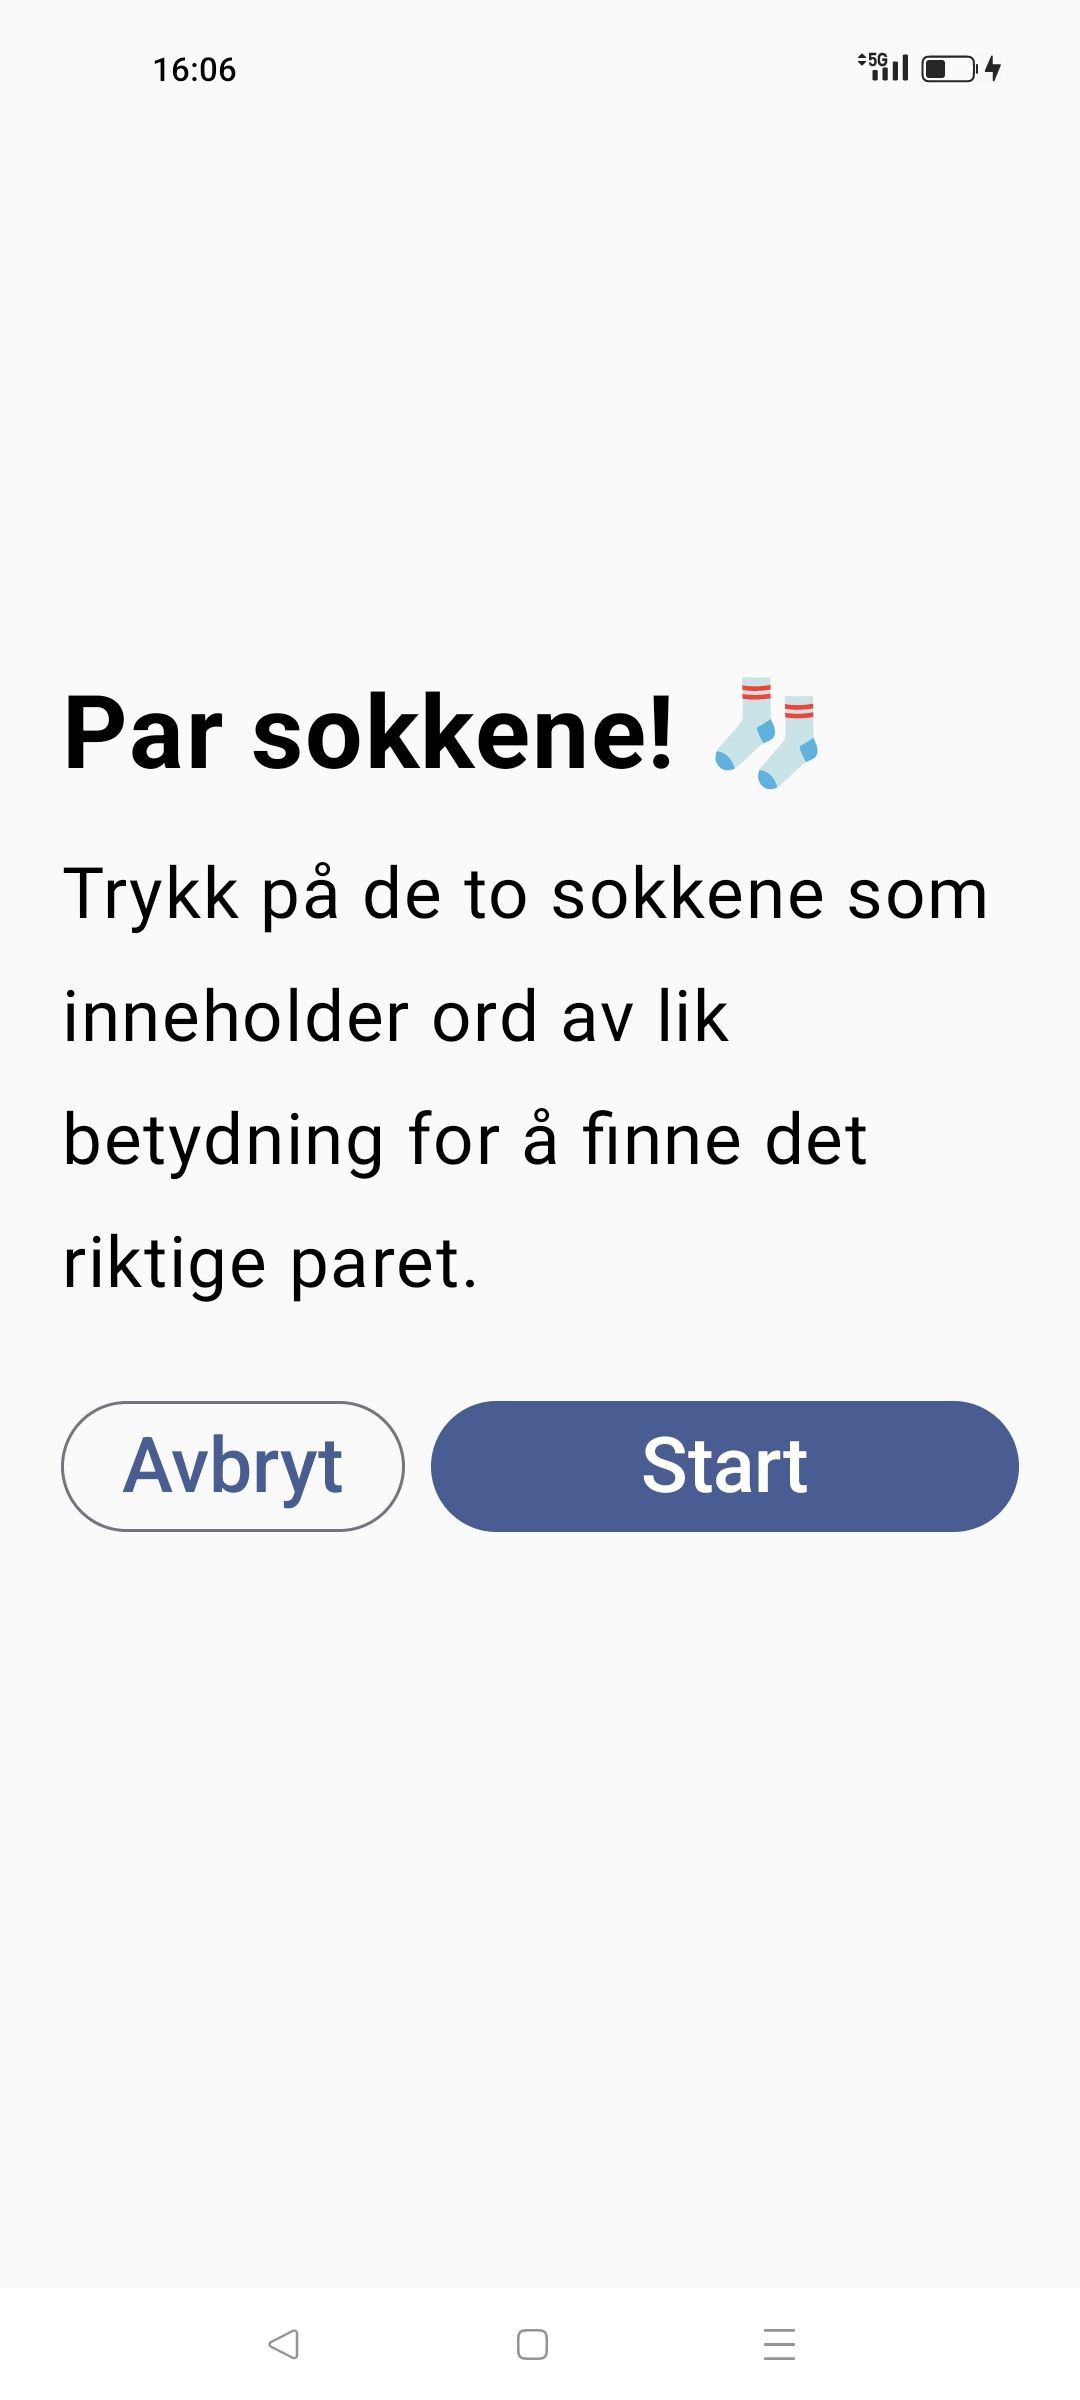 16:06
5G
Par sokkene! 🧦
Trykk på de to sokkene som
inneholder ord av lik
betydning for å finne det
riktige paret.
Avbryt
Start